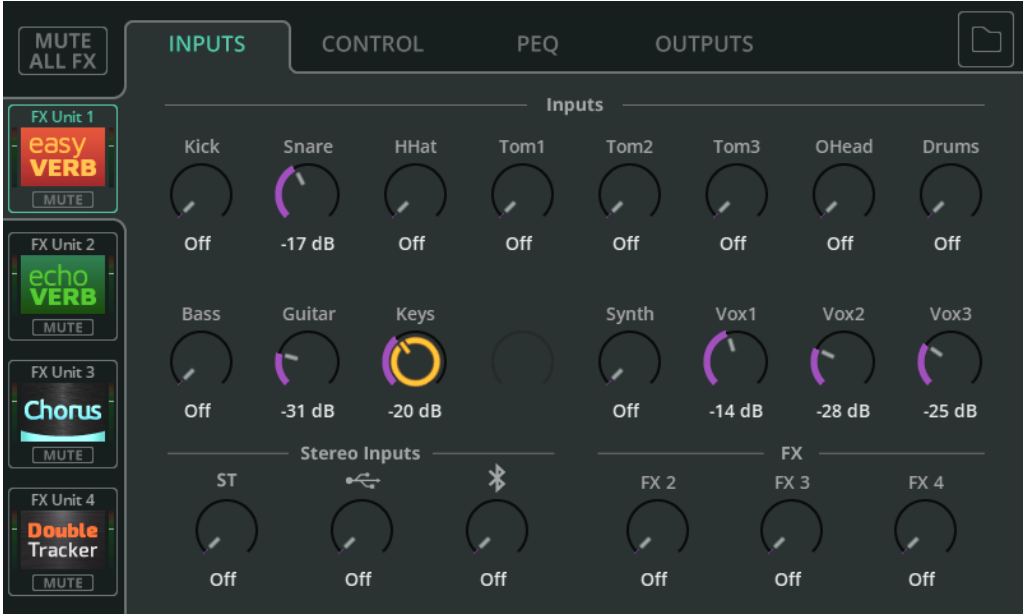 MUTE
ALL FX
INPUTS CONTROL PEQ OUTPUTS
FX Unit 1
easy
VERB
MUTE
FX Unit 2
echo
VERB
MUTE
FX Unit 3
Chorus
MUTE
FX Unit 4
Double
Tracker
MUTE
Inputs
Kick Snare HHat Tom1 Tom2 Tom3 OHead Drums
Off -17 dB Off Off Off Off Off Off
Bass Guitar Keys Synth Vox1 Vox2 Vox3
Off -31 dB -20 dB Off -14 dB -28 dB -25 dB
Stereo Inputs
ST
Off Off Off
FX
FX 2 FX 3 FX 4
Off Off Off